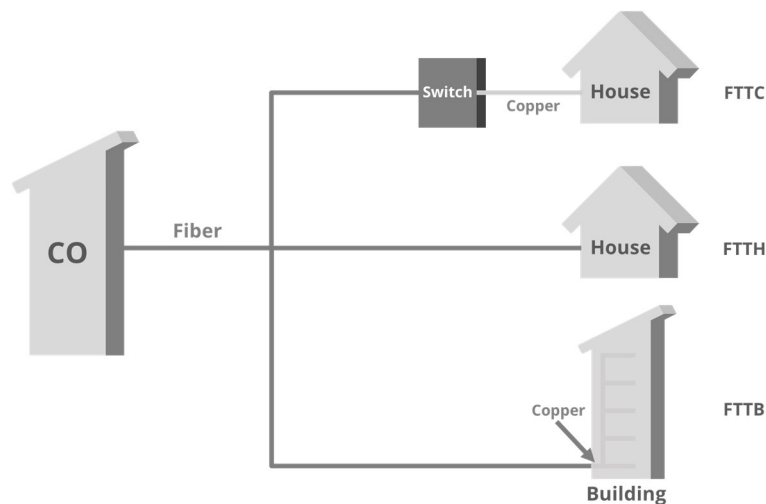 Switch
Copper
House
FTTC
CO
Fiber
House
FTTH
Copper
FTTB
Building